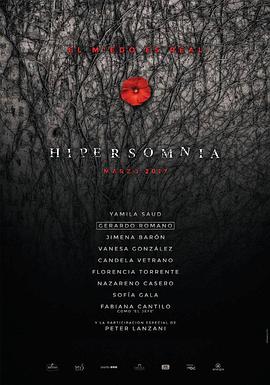 EL MIEDO ES REAL
HIPERSOMNIA
MARZO 2017
YAMILA SAUD
GERARDO ROMANO
JIMENA BARÓN
VANESA GONZÁLEZ
CANDELA VETRANO
FLORENCIA TORRENTE
NAZARENO CASERO
SOFÍA GALA
FABIANA CANTILO
COMO "EL JEFE"
Y LA PARTICIPACIÓN ESPECIAL DE
PETER LANZANI